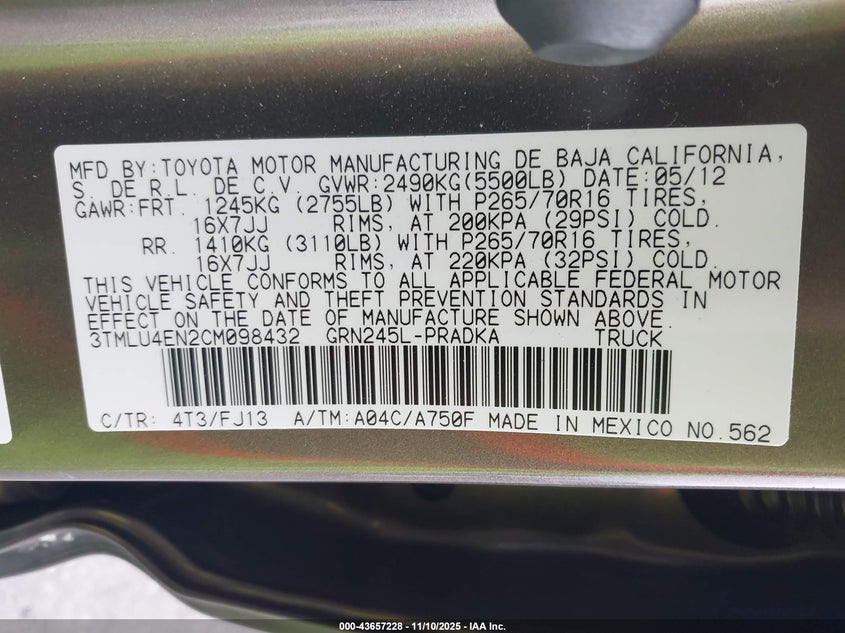 MFD BY:TOYOTA MOTOR MANUFACTURING DE BAJA CALIFORNIA,
S. DE R.L. DE C.V. GVWR:2490KG(5500LB) DATE:05/12
GAWR:FRT. 1245KG (2755LB) WITH P265/70R16 TIRES,
16X7JJ RIMS, AT 200KPA (29PSI) COLD.
RR. 1410KG (3110LB) WITH P265/70R16 TIRES,
16X7JJ RIMS, AT 220KPA (32PSI) COLD.
THIS VEHICLE CONFORMS TO ALL APPLICABLE FEDERAL MOTOR
VEHICLE SAFETY AND THEFT PREVENTION STANDARDS IN
EFFECT ON THE DATE OF MANUFACTURE SHOWN ABOVE.
3TMLU4EN2CM098432 GRN245L-PRADKA TRUCK
C/TR: 4T3/FJ13 A/TM:A04C/A750F MADE IN MEXICO NO.562
000-43657228 - 11/10/2025 - IAA Inc.